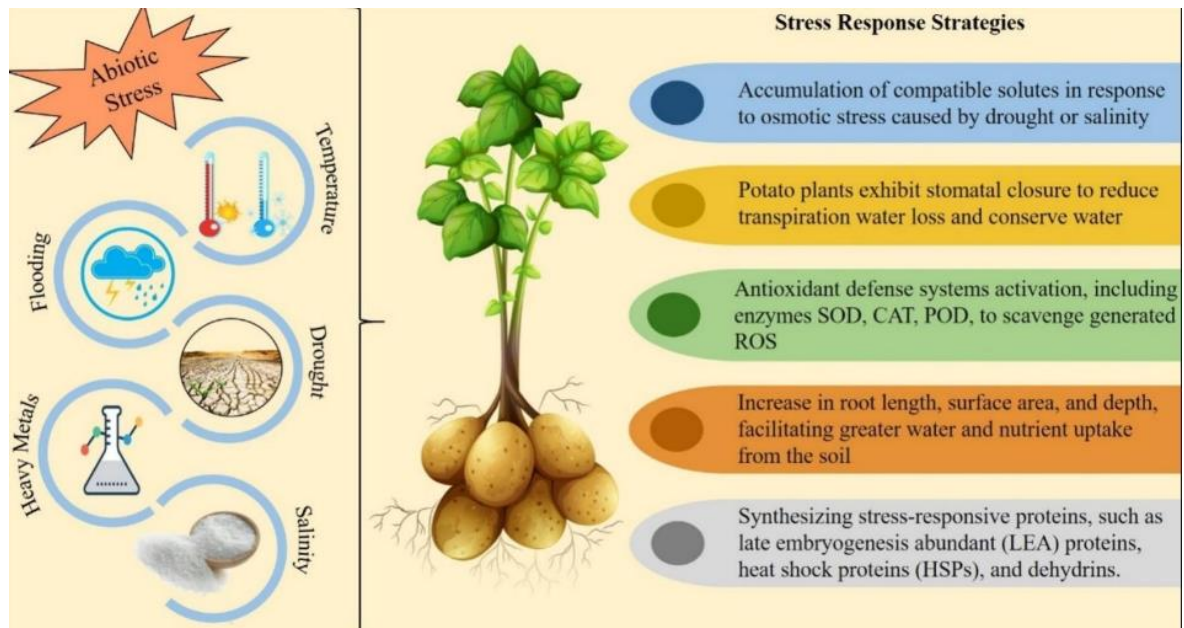 Abiotic
Stress
Temperature
Flooding
Drought
Heavy Metals
Salinity
Stress Response Strategies
Accumulation of compatible solutes in response
to osmotic stress caused by drought or salinity
Potato plants exhibit stomatal closure to reduce
transpiration water loss and conserve water
Antioxidant defense systems activation, including
enzymes SOD, CAT, POD, to scavenge generated
ROS
Increase in root length, surface area, and depth,
facilitating greater water and nutrient uptake
from the soil
Synthesizing stress-responsive proteins, such as
late embryogenesis abundant (LEA) proteins,
heat shock proteins (HSPs), and dehydrins.